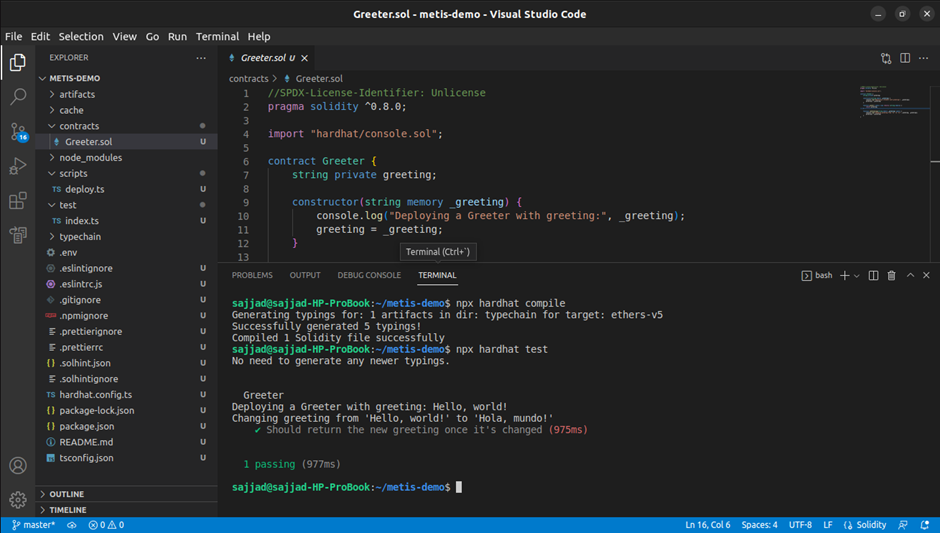 Greeter.sol - metis-demo - Visual Studio Code
File Edit Selection View Go Run Terminal Help
EXPLORER
METIS-DEMO
artifacts
cache
contracts
Greeter.sol U
node_modules
scripts
TS deploy.ts U
test
TS index.ts U
typechain
.env
.eslintignore U
.eslintrc.js U
.gitignore U
.npmignore U
.prettierignore U
.prettierrc U
{} .solhint.json U
.solhintignore U
TS hardhat.config.ts U
{} package-lock.json U
{} package.json U
README.md U
tsconfig.json U
OUTLINE
TIMELINE
16
Greeter.sol U
contracts > Greeter.sol
1 //SPDX-License-Identifier: Unlicense
2 pragma solidity ^0.8.0;
3
4 import "hardhat/console.sol";
5
6 contract Greeter {
7 string private greeting;
8
9 constructor(string memory _greeting) {
10 console.log("Deploying a Greeter with greeting:", _greeting);
11 greeting = _greeting;
12 }
13
Terminal (Ctrl+`)
PROBLEMS OUTPUT DEBUG CONSOLE TERMINAL
bash
sajjad@sajjad-HP-ProBook:~/metis-demo$ npx hardhat compile
Generating typings for: 1 artifacts in dir: typechain for target: ethers-v5
Successfully generated 5 typings!
Compiled 1 Solidity file successfully
sajjad@sajjad-HP-ProBook:~/metis-demo$ npx hardhat test
No need to generate any newer typings.
Greeter
Deploying a Greeter with greeting: Hello, world!
Changing greeting from 'Hello, world!' to 'Hola, mundo!'
✔ Should return the new greeting once it's changed (975ms)
1 passing (977ms)
sajjad@sajjad-HP-ProBook:~/metis-demo$
master* 0 0 Ln 16, Col 6 Spaces: 4 UTF-8 LF Solidity